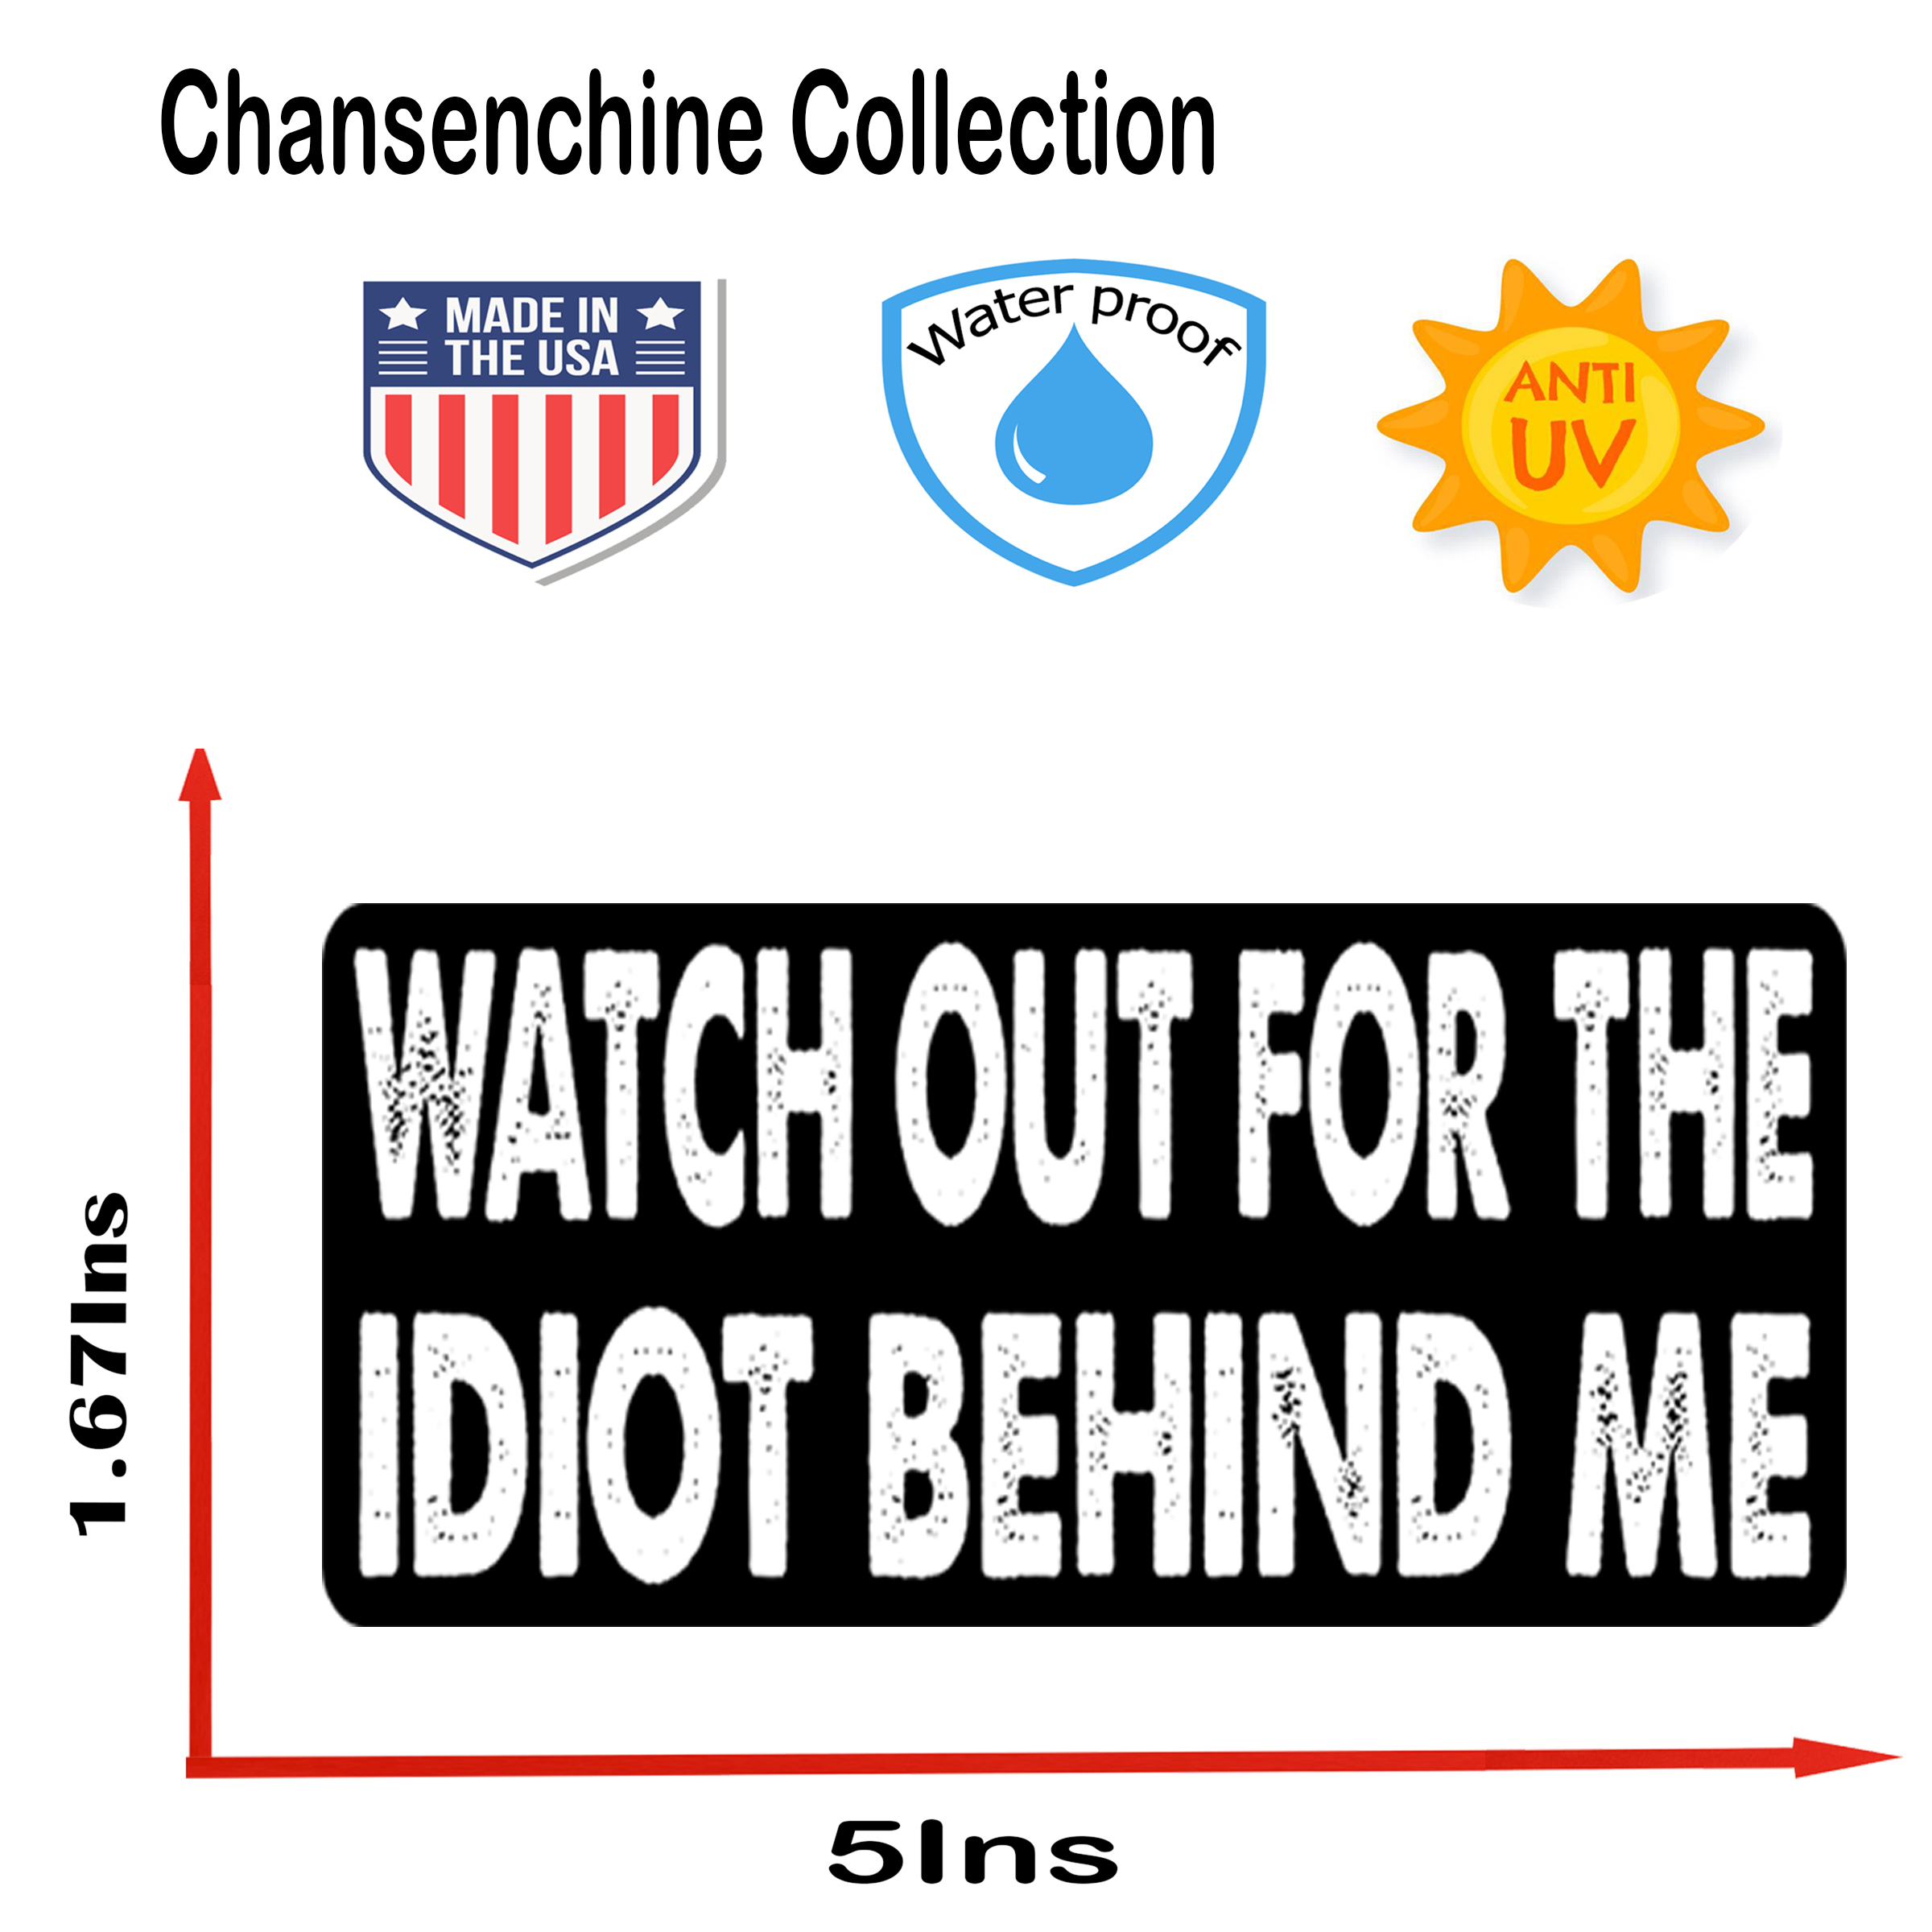 Chansenchine Collection
MADE IN
THE USA
Water proof
ANTI
UV
WATCH OUT FOR THE
IDIOT BEHIND ME
1.67Ins
5Ins